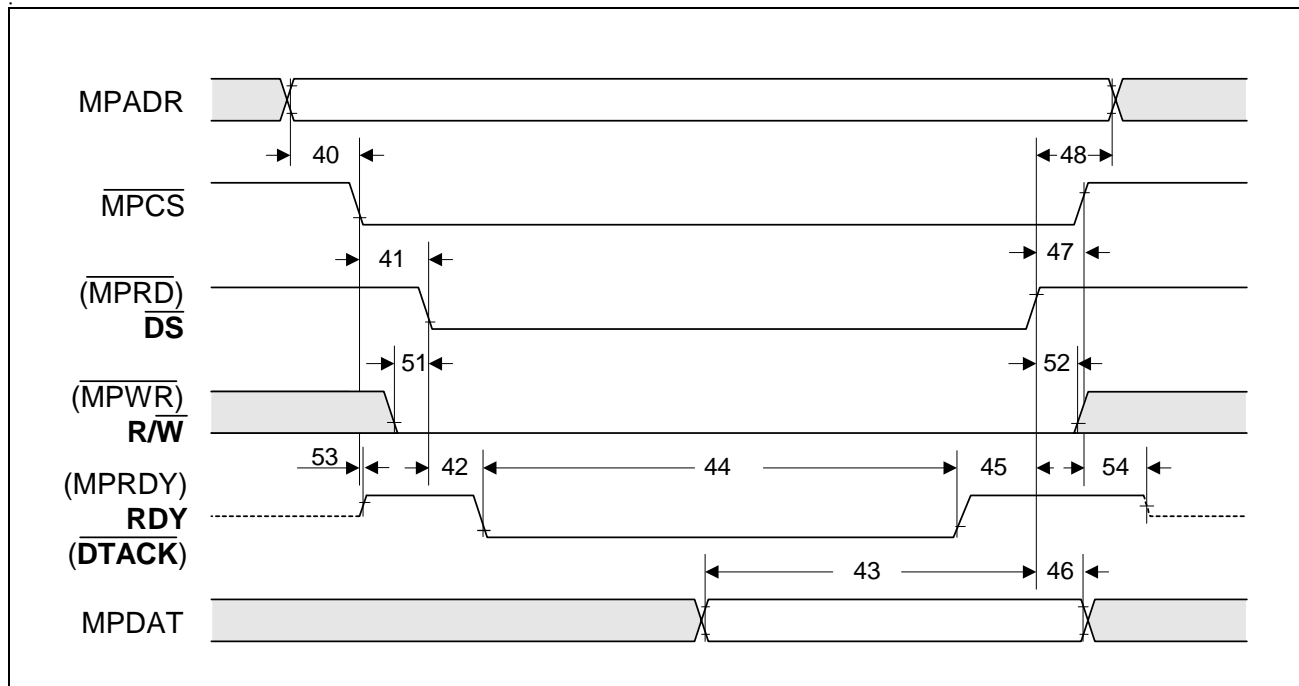 MPADR
40
48
MPCS
41
47
(MPRD)
DS
51
52
(MPWR)
R/W
53
42
44
45
54
(MPRDY)
RDY
(DTACK)
43
46
MPDAT